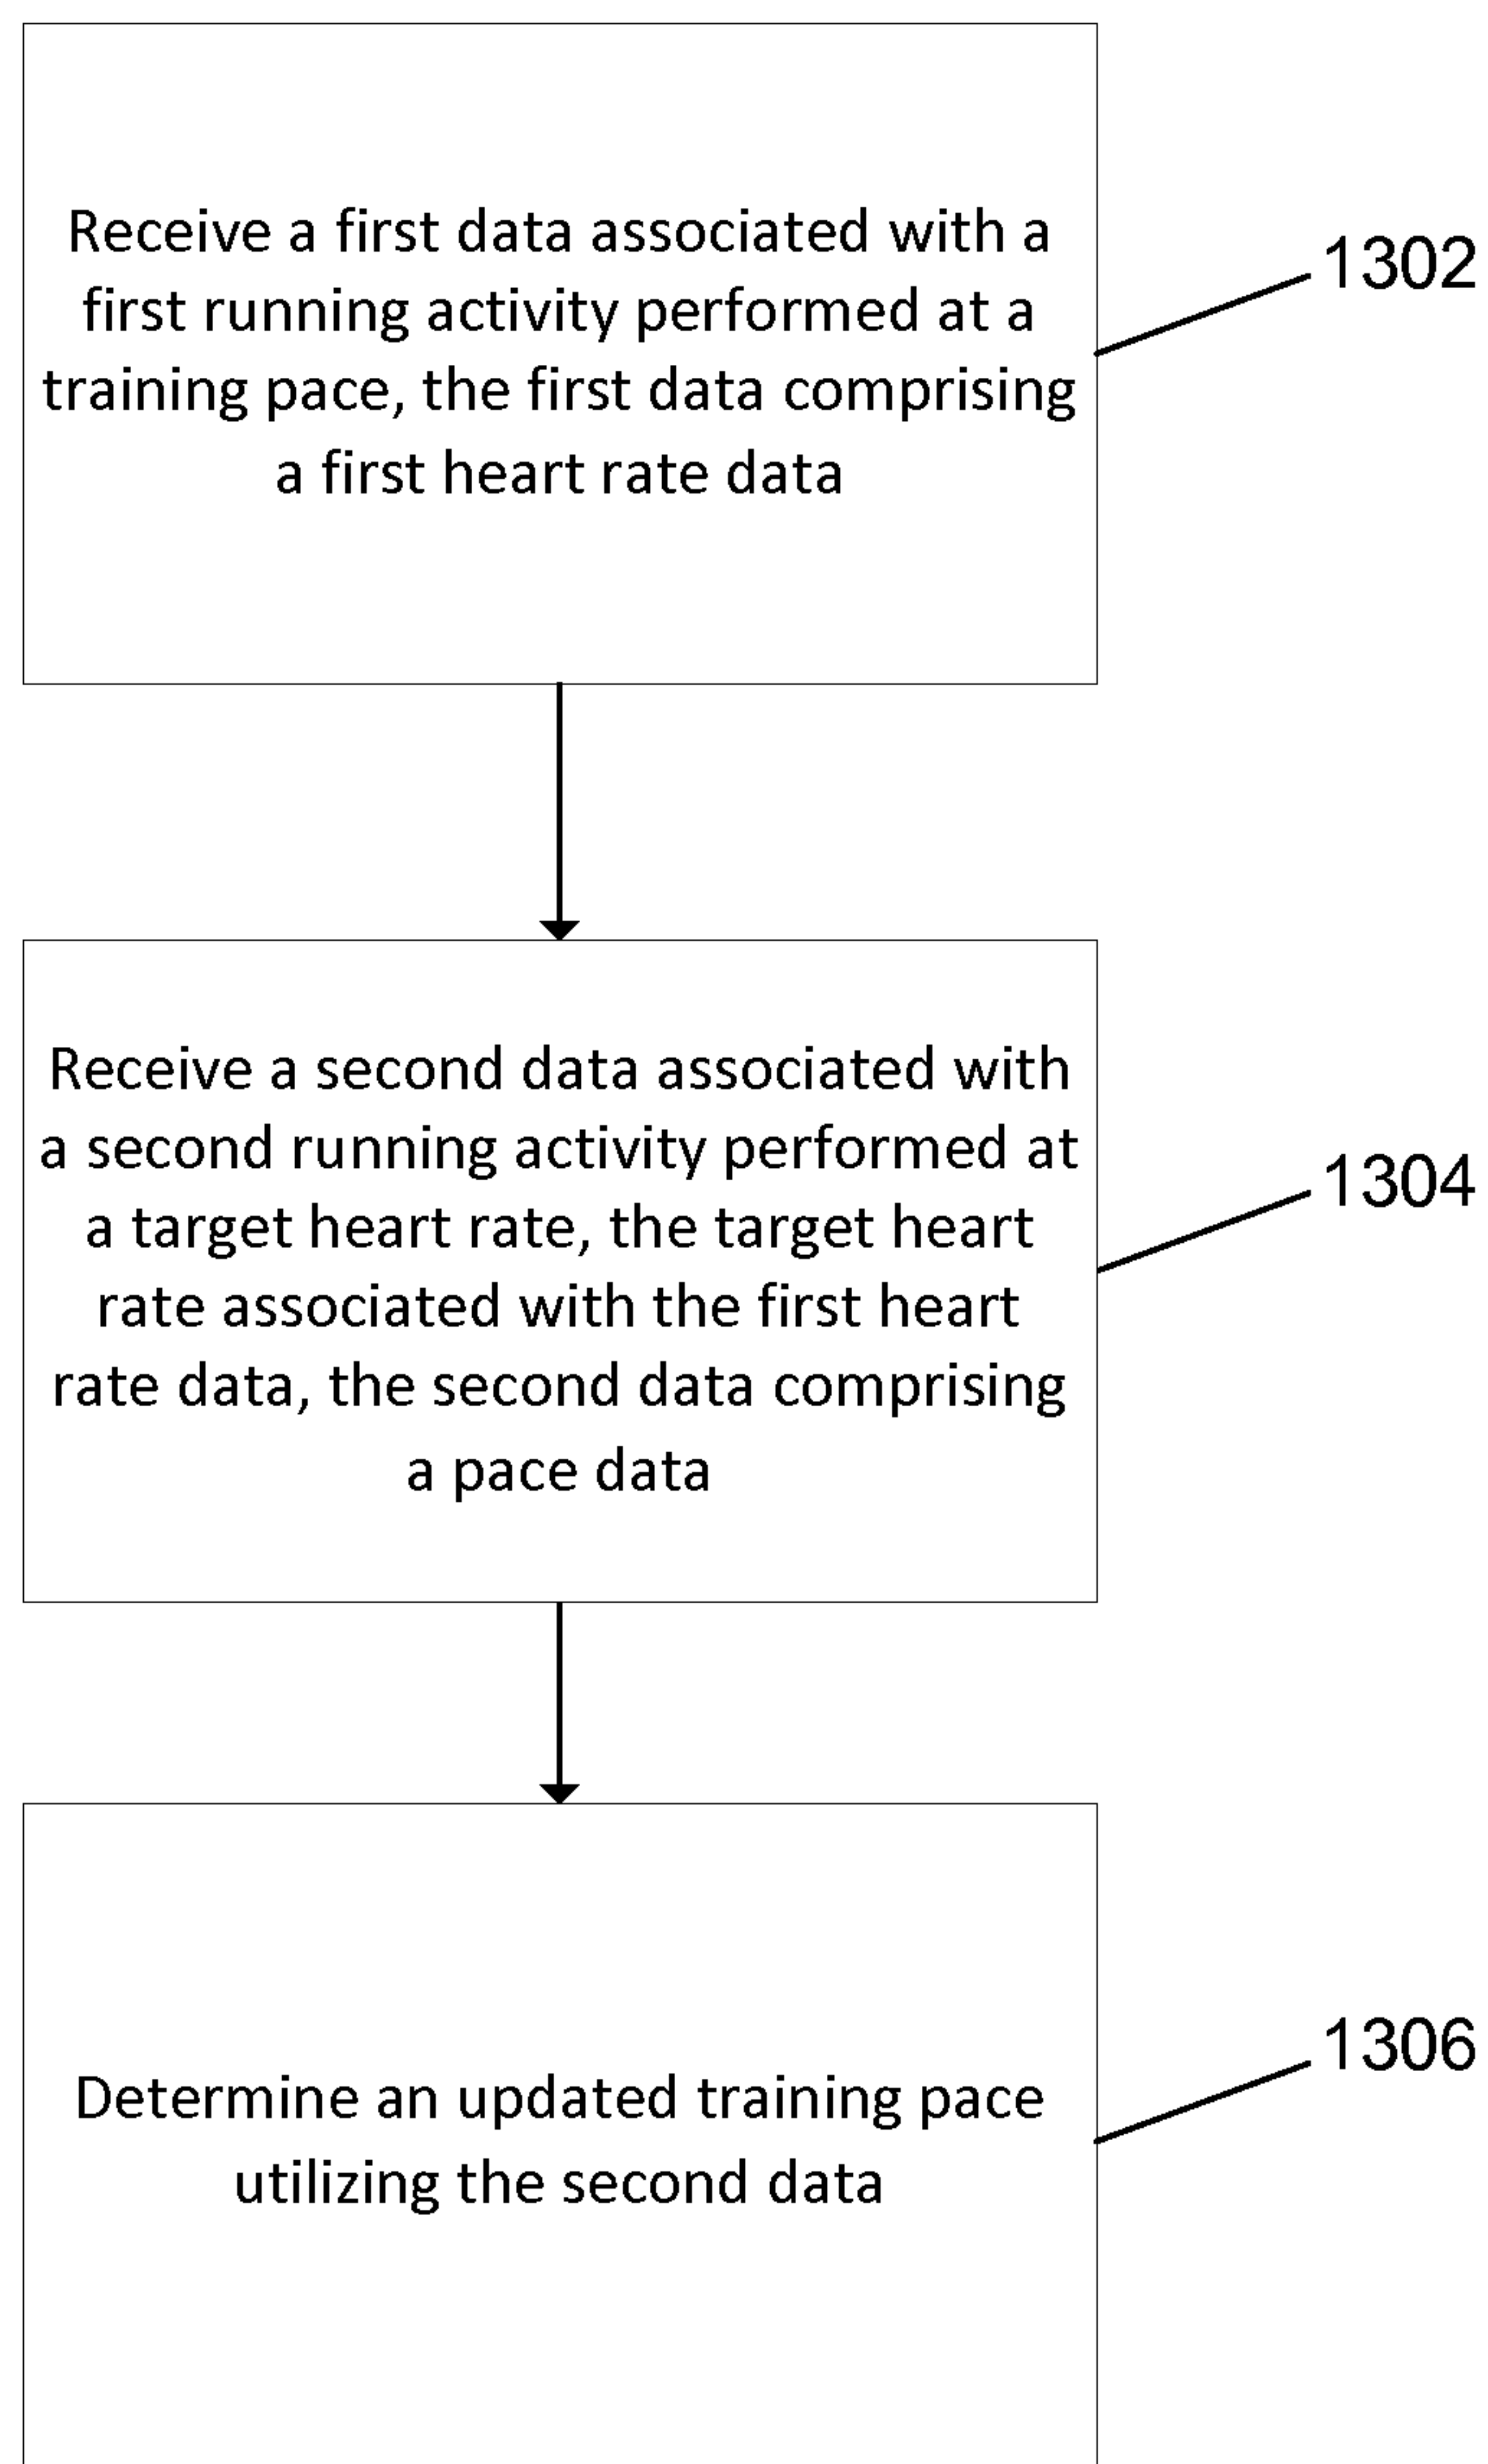 Receive a first data associated with a
first running activity performed at a
training pace, the first data comprising
a first heart rate data
1302
Receive a second data associated with
a second running activity performed at
a target heart rate, the target heart
rate associated with the first heart
rate data, the second data comprising
a pace data
1304
Determine an updated training pace
utilizing the second data
1306